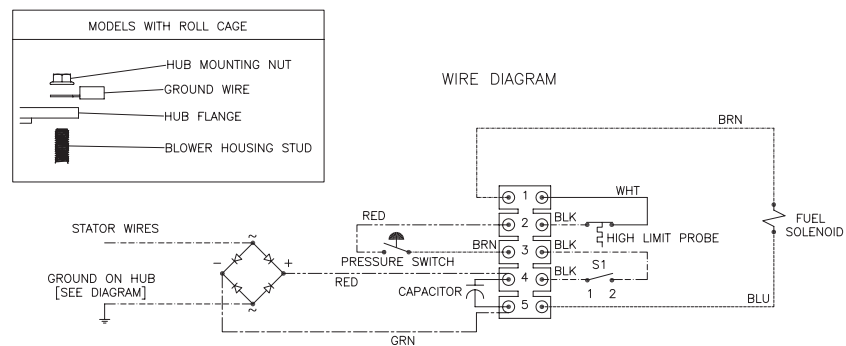 MODELS WITH ROLL CAGE
HUB MOUNTING NUT
GROUND WIRE
HUB FLANGE
BLOWER HOUSING STUD
WIRE DIAGRAM
BRN
1
WHT
RED
2
BLK
HIGH LIMIT PROBE
FUEL
SOLENOID
STATOR WIRES
~
BRN
3
BLK
PRESSURE SWITCH
- +
GROUND ON HUB
[SEE DIAGRAM]
RED
4
BLK
S1
1 2
CAPACITOR
5
BLU
~
GRN